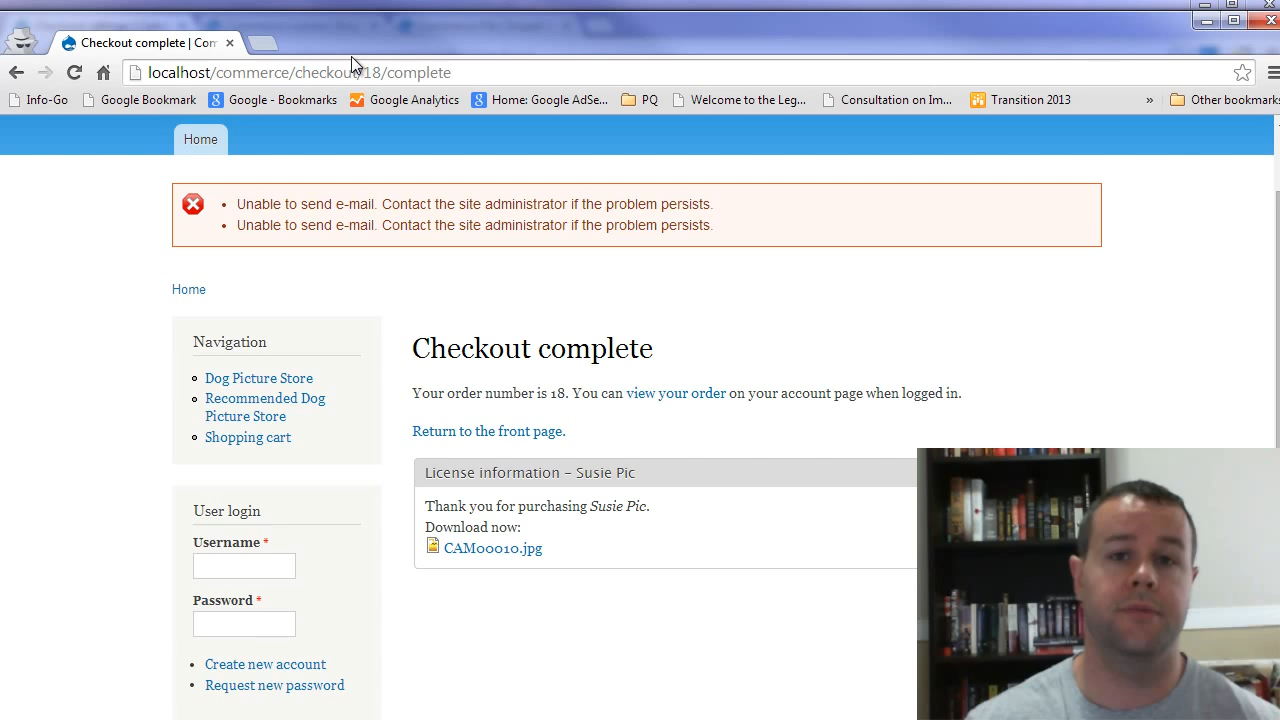 Checkout complete | Com
localhost/commerce/checkout/18/complete
Info-Go
Google Bookmark
Google - Bookmarks
Google Analytics
Home: Google AdSe...
PQ
Welcome to the Leg...
Consultation on Im...
Transition 2013
»
Other bookmarks
Home
Unable to send e-mail. Contact the site administrator if the problem persists.
Unable to send e-mail. Contact the site administrator if the problem persists.
Home
Navigation
Dog Picture Store
Recommended Dog
Picture Store
Shopping cart
Checkout complete
Your order number is 18. You can view your order on your account page when logged in.
Return to the front page.
License information – Susie Pic
Thank you for purchasing Susie Pic.
Download now:
CAM00010.jpg
User login
Username *
Password *
Create new account
Request new password